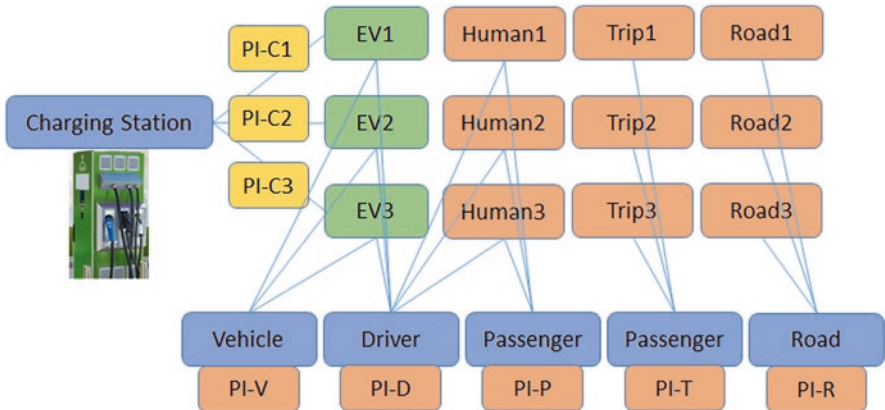 EV1
Human1
Trip1
Road1
PI-C1
Charging Station
PI-C2
EV2
Human2
Trip2
Road2
PI-C3
EV3
Human3
Trip3
Road3
Vehicle
Driver
Passenger
Passenger
Road
PI-V
PI-D
PI-P
PI-T
PI-R